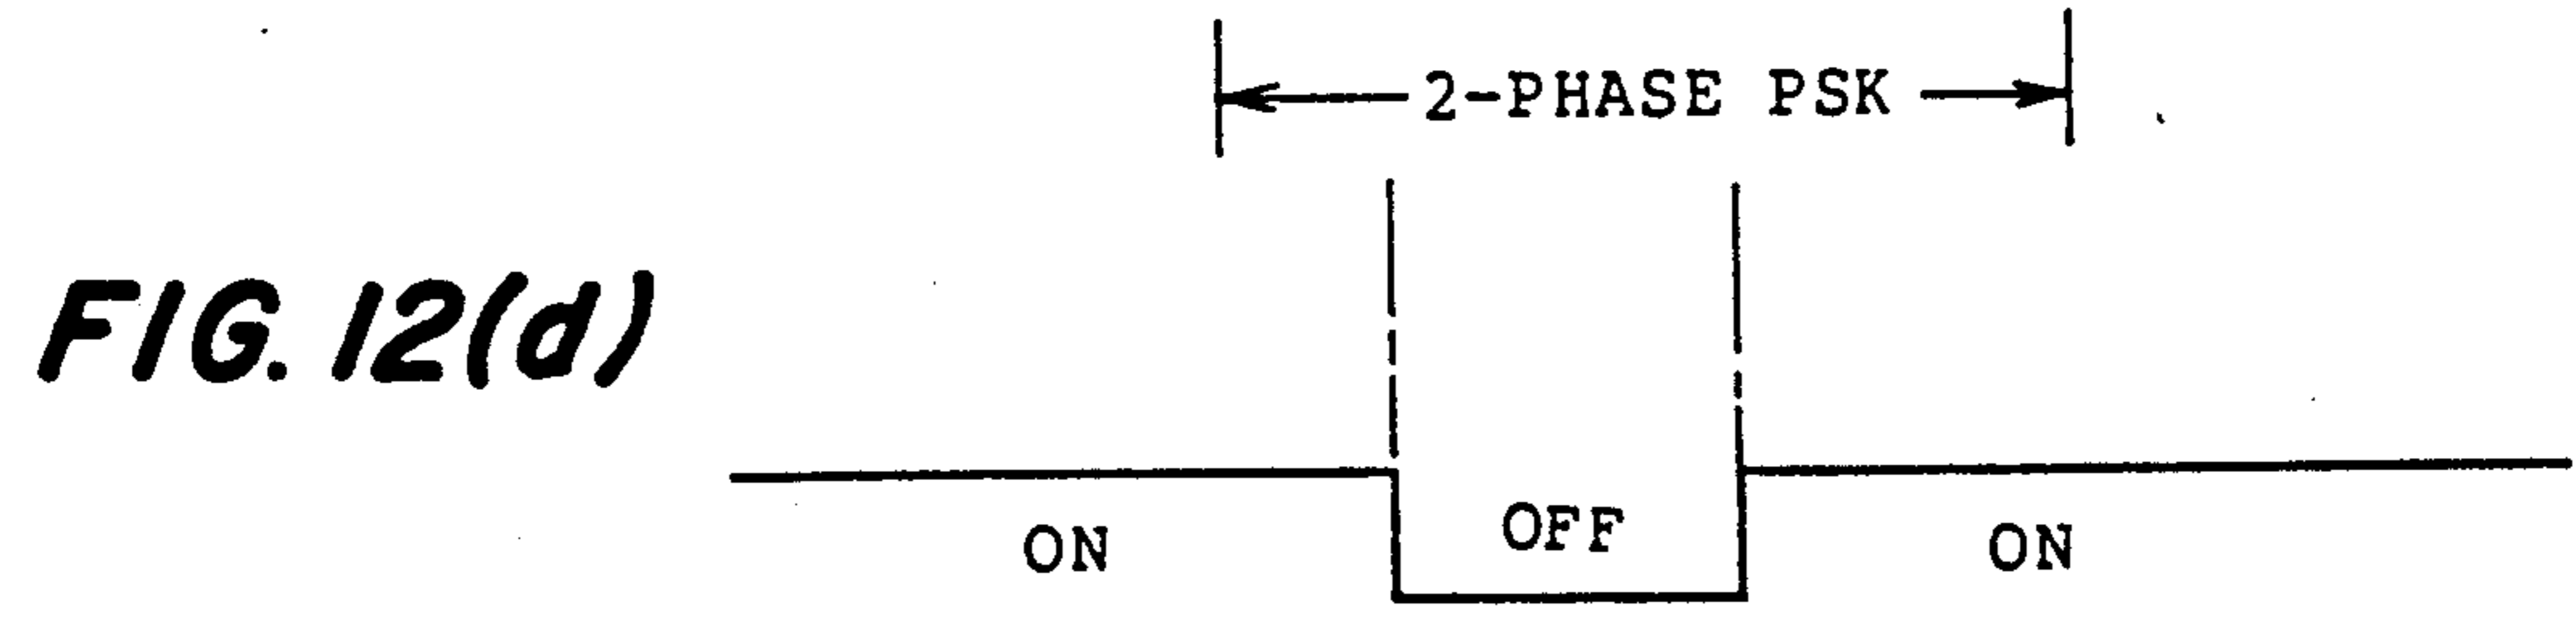 2-PHASE PSK
FIG. 12(d)
ON
OFF
ON